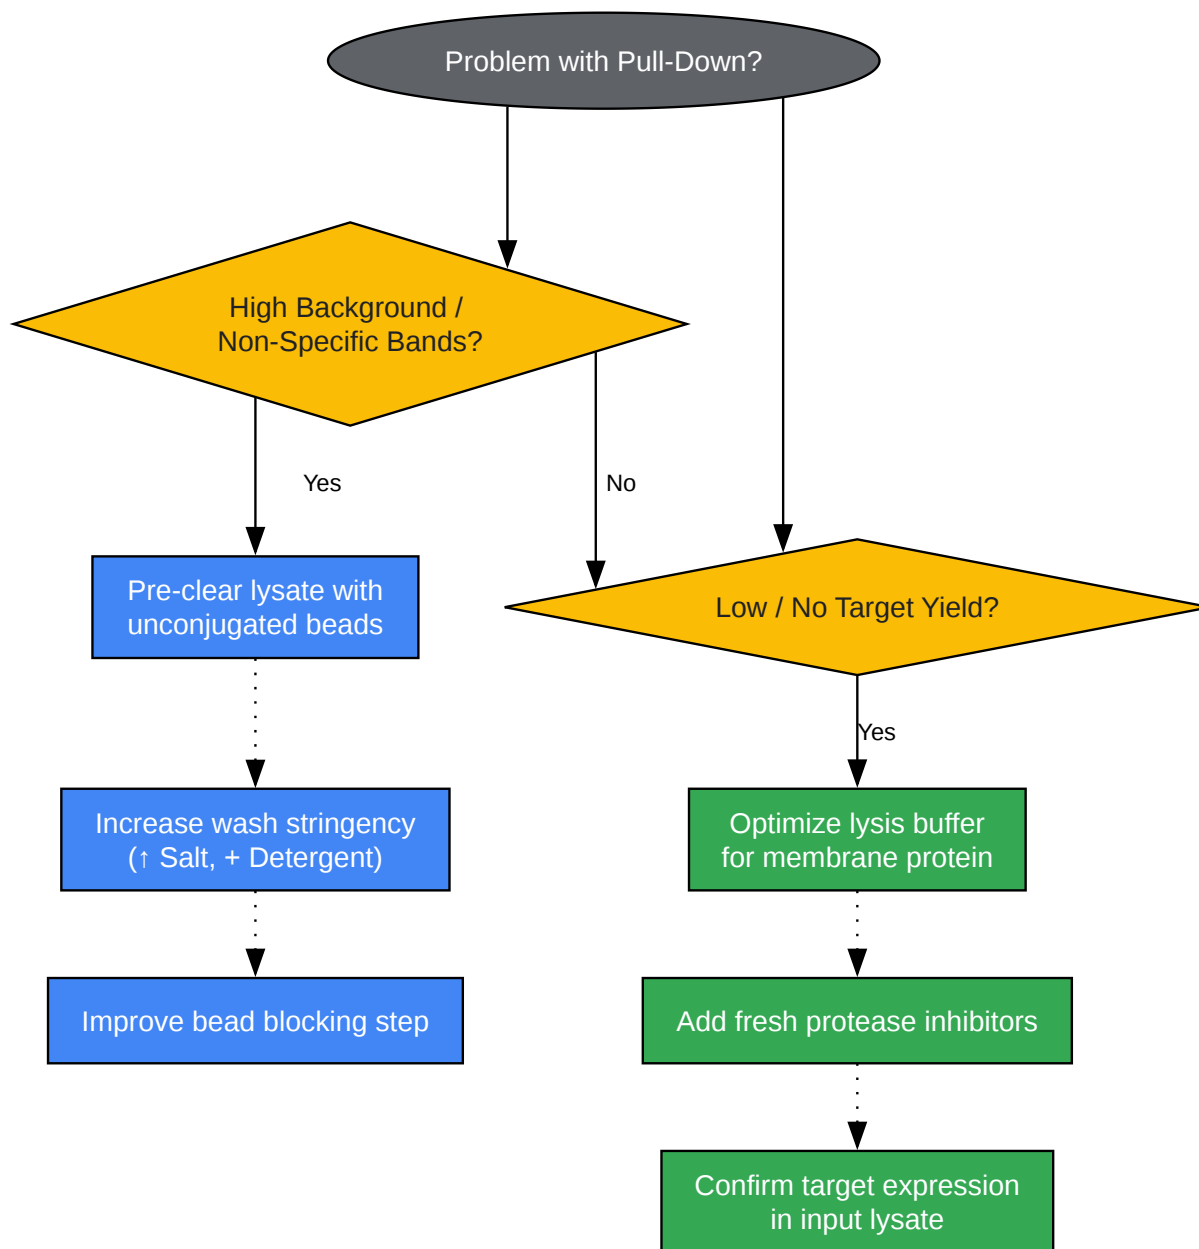 Problem with Pull-Down?
High Background /
Non-Specific Bands?
Yes
No
Pre-clear lysate with
unconjugated beads
Low / No Target Yield?
Yes
Increase wash stringency
(↑ Salt, + Detergent)
Optimize lysis buffer
for membrane protein
Improve bead blocking step
Add fresh protease inhibitors
Confirm target expression
in input lysate